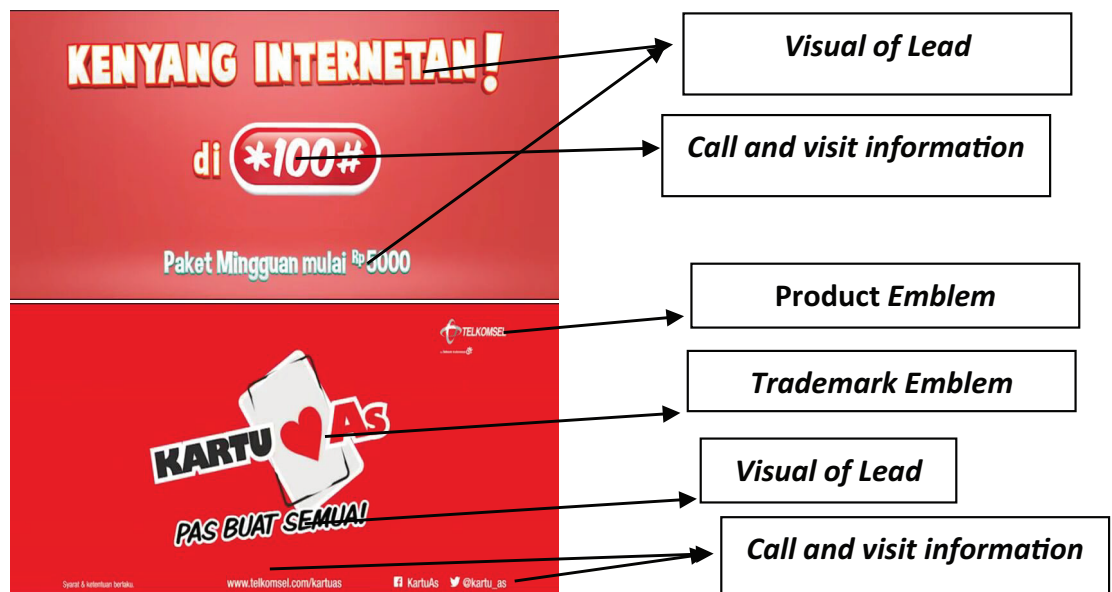 KENYANG INTERNETAN!
di *100#
Paket Mingguan mulai Rp 5000
Visual of Lead
Call and visit information
Product Emblem
TELKOMSEL
Trademark Emblem
KARTU As
Visual of Lead
PAS BUAT SEMUA!
Call and visit information
Syarat & ketentuan berlaku.
www.telkomsel.com/kartuas
KartuAs
@kartu_as